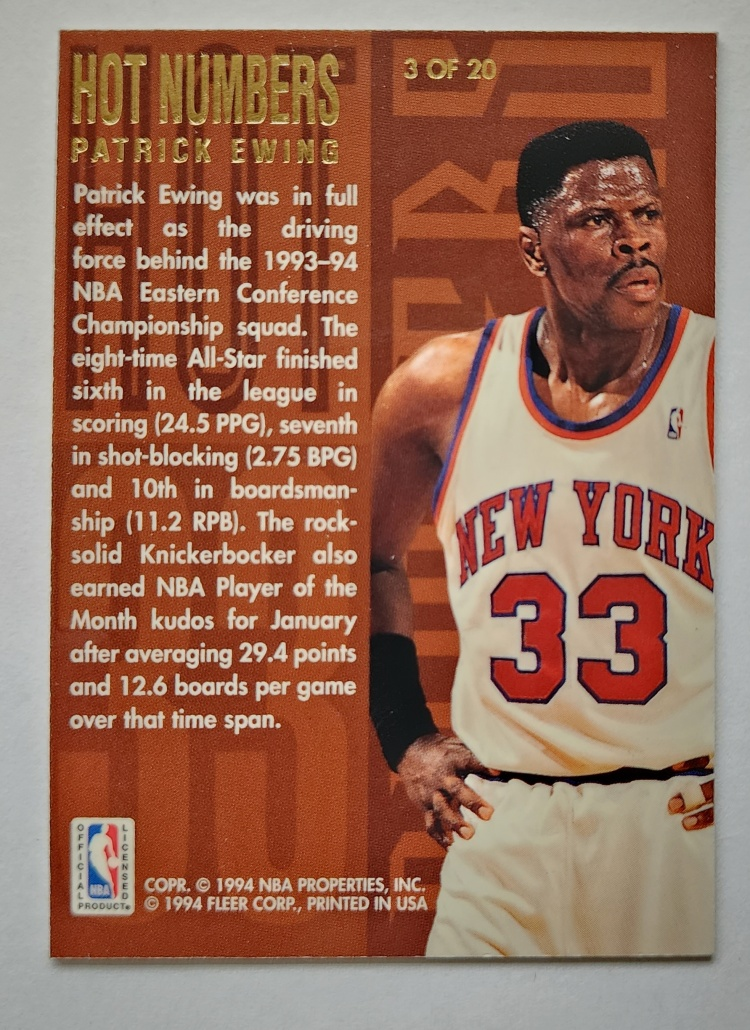 HOT NUMBERS
3 OF 20
PATRICK EWING
Patrick Ewing was in full
effect as the driving
force behind the 1993–94
NBA Eastern Conference
Championship squad. The
eight-time All-Star finished
sixth in the league in
scoring (24.5 PPG), seventh
in shot-blocking (2.75 BPG)
and 10th in boardsman-
ship (11.2 RPB). The rock-
solid Knickerbocker also
earned NBA Player of the
Month kudos for January
after averaging 29.4 points
and 12.6 boards per game
over that time span.
NEW YORK
33
OFFICIAL
LICENSED
NBA
PRODUCT®
COPR. © 1994 NBA PROPERTIES, INC.
© 1994 FLEER CORP., PRINTED IN USA